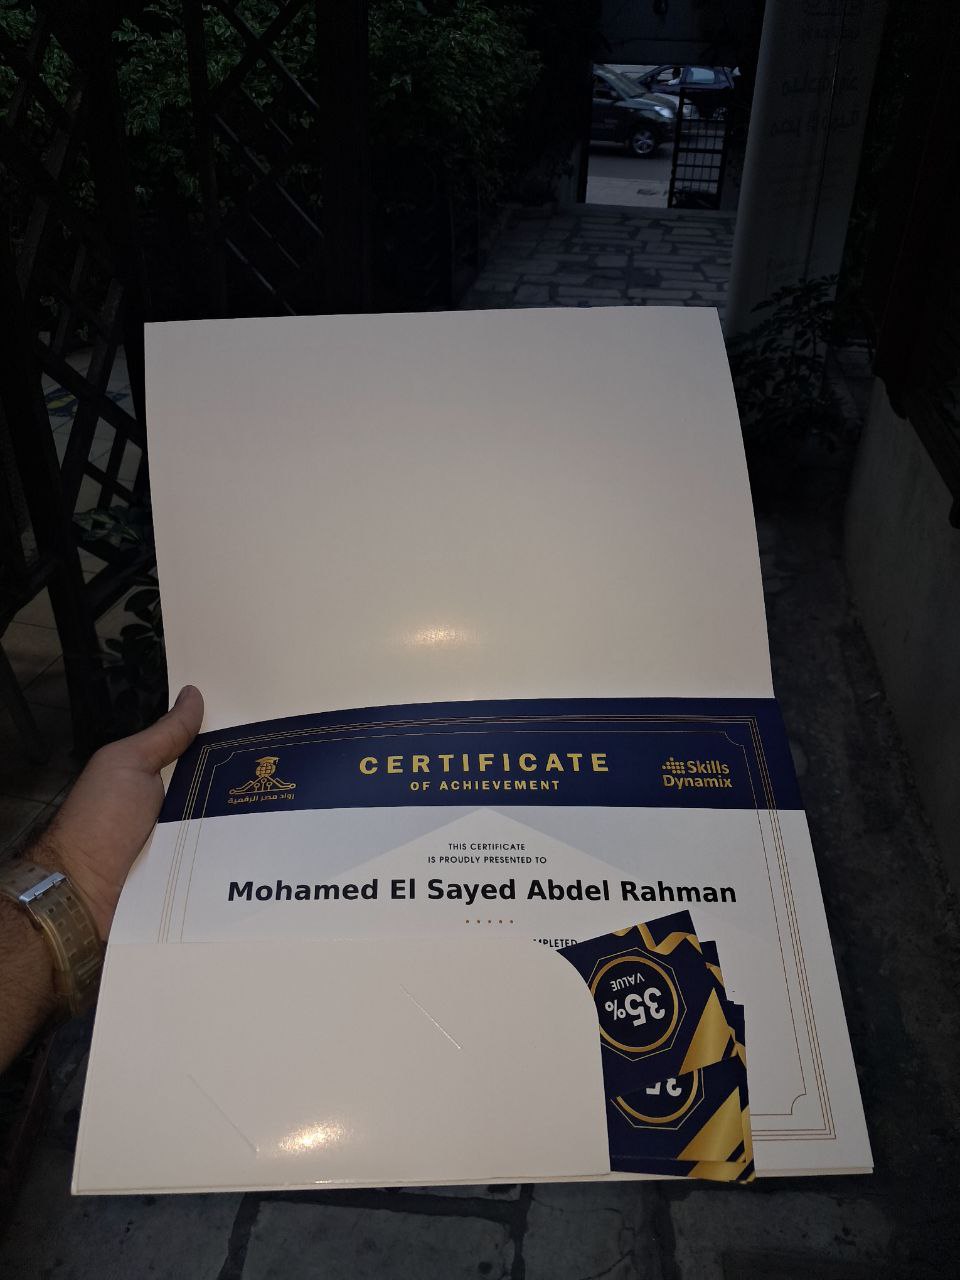 CERTIFICATE
OF ACHIEVEMENT
رواد مصر الرقمية
Skills
Dynamix
THIS CERTIFICATE
IS PROUDLY PRESENTED TO
Mohamed El Sayed Abdel Rahman
MPLETED
35%
VALUE